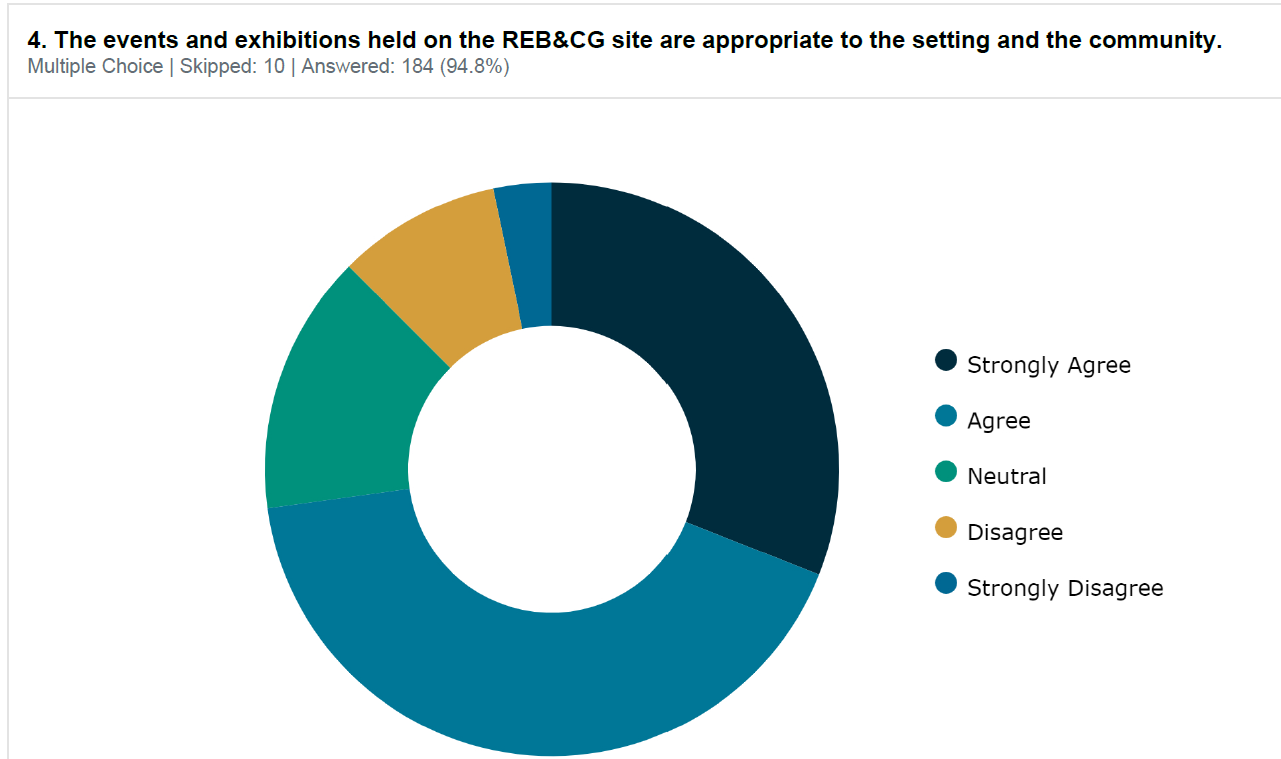 4. The events and exhibitions held on the REB&CG site are appropriate to the setting and the community.
Multiple Choice | Skipped: 10 | Answered: 184 (94.8%)
Strongly Agree
Agree
Neutral
Disagree
Strongly Disagree